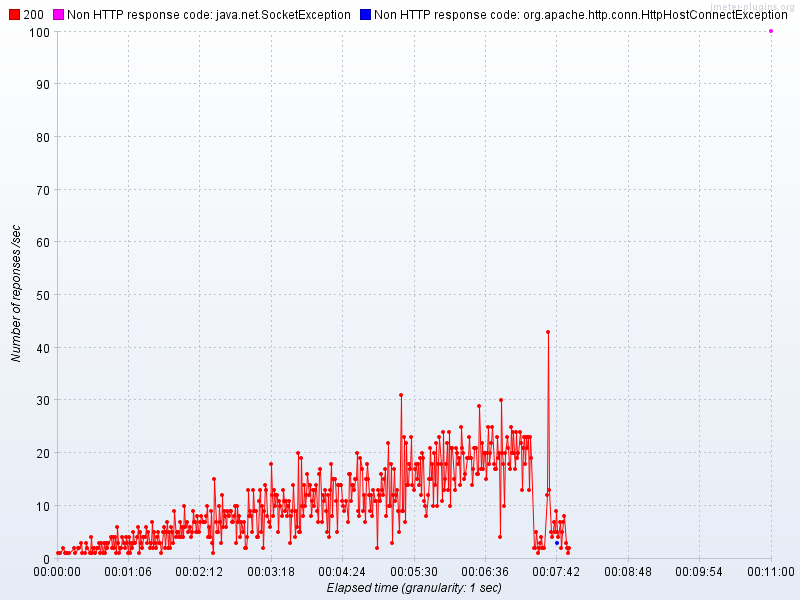 jmeter-plugins.org
200 Non HTTP response code: java.net.SocketException Non HTTP response code: org.apache.http.conn.HttpHostConnectException
100
90
80
70
60
50
40
30
20
10
0
Number of reponses /sec
00:00:00 00:01:06 00:02:12 00:03:18 00:04:24 00:05:30 00:06:36 00:07:42 00:08:48 00:09:54 00:11:00
Elapsed time (granularity: 1 sec)